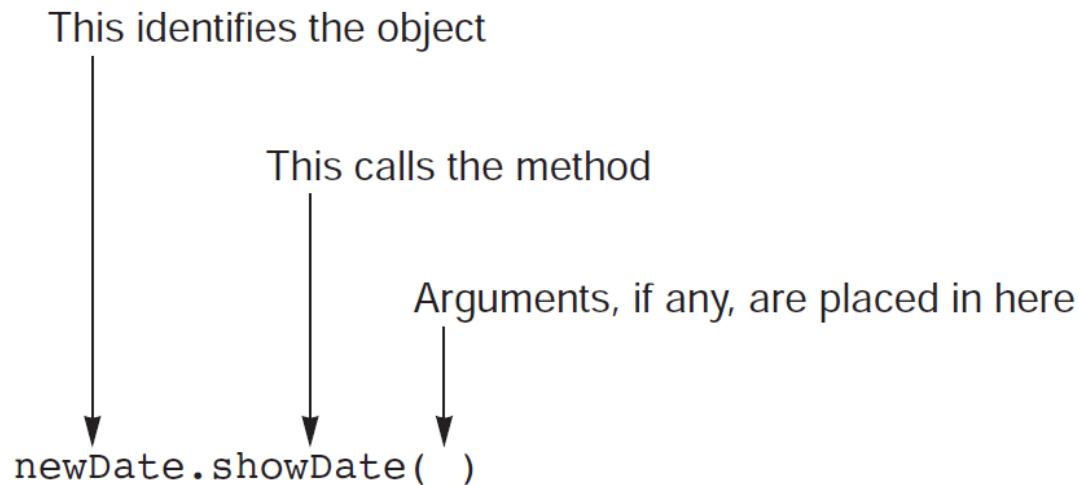 This identifies the object
This calls the method
Arguments, if any, are placed in here
newDate.showDate( )